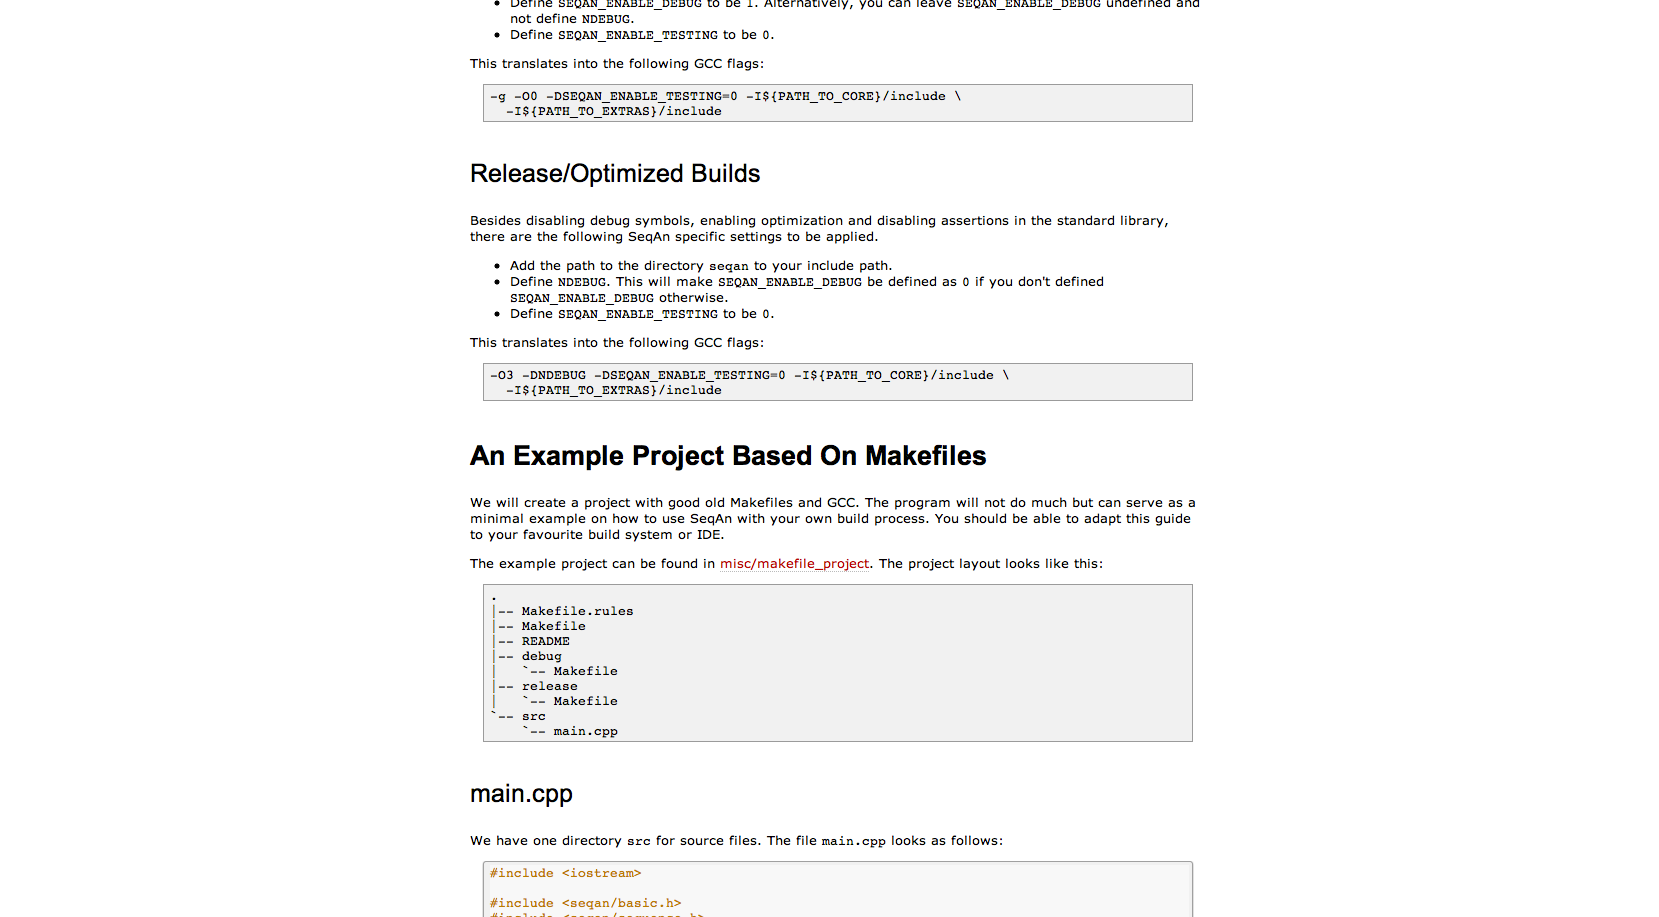 Define SEQAN_ENABLE_DEBUG to be 1. Alternatively, you can leave SEQAN_ENABLE_DEBUG undefined and
not define NDEBUG.
Define SEQAN_ENABLE_TESTING to be 0.
This translates into the following GCC flags:
-g -O0 -DSEQAN_ENABLE_TESTING=0 -I${PATH_TO_CORE}/include \
-I${PATH_TO_EXTRAS}/include
Release/Optimized Builds
Besides disabling debug symbols, enabling optimization and disabling assertions in the standard library,
there are the following SeqAn specific settings to be applied.
Add the path to the directory seqan to your include path.
Define NDEBUG. This will make SEQAN_ENABLE_DEBUG be defined as 0 if you don't defined
SEQAN_ENABLE_DEBUG otherwise.
Define SEQAN_ENABLE_TESTING to be 0.
This translates into the following GCC flags:
-O3 -DNDEBUG -DSEQAN_ENABLE_TESTING=0 -I${PATH_TO_CORE}/include \
-I${PATH_TO_EXTRAS}/include
An Example Project Based On Makefiles
We will create a project with good old Makefiles and GCC. The program will not do much but can serve as a
minimal example on how to use SeqAn with your own build process. You should be able to adapt this guide
to your favourite build system or IDE.
The example project can be found in misc/makefile_project. The project layout looks like this:
.
|-- Makefile.rules
|-- Makefile
|-- README
|-- debug
|   `-- Makefile
|-- release
|   `-- Makefile
`-- src
    `-- main.cpp
main.cpp
We have one directory src for source files. The file main.cpp looks as follows:
#include <iostream>
#include <seqan/basic.h>
#include <seqan/sequence.h>